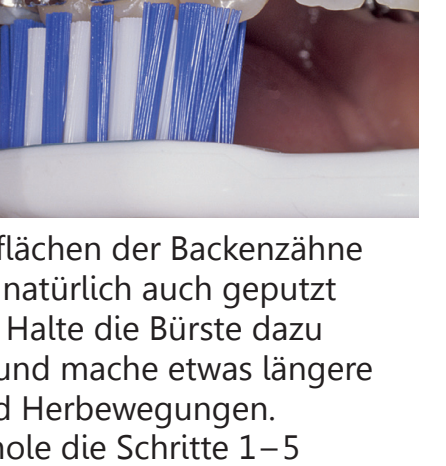 flächen der Backenzähne
natürlich auch geputzt
Halte die Bürste dazu
und mache etwas längere
d Herbewegungen.
hole die Schritte 1–5